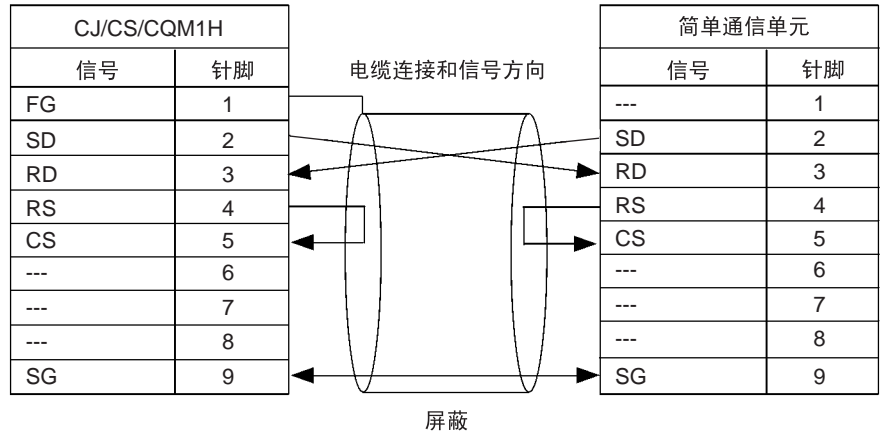 CJ/CS/CQM1H 简单通信单元
信号 针脚 电缆连接和信号方向 信号 针脚
FG 1 --- 1
SD 2 SD 2
RD 3 RD 3
RS 4 RS 4
CS 5 CS 5
--- 6 --- 6
--- 7 --- 7
--- 8 --- 8
SG 9 SG 9
屏蔽